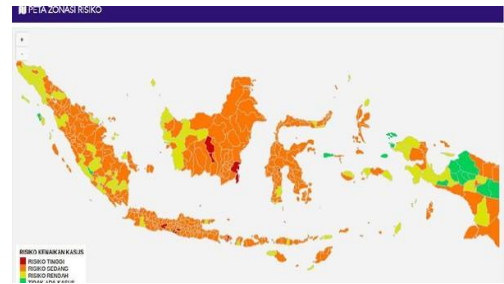 PETA ZONASI RISIKO
+
-
RISIKO KENAIKAN KASUS
RISIKO TINGGI
RISIKO SEDANG
RISIKO RENDAH
TIDAK ADA KASUS